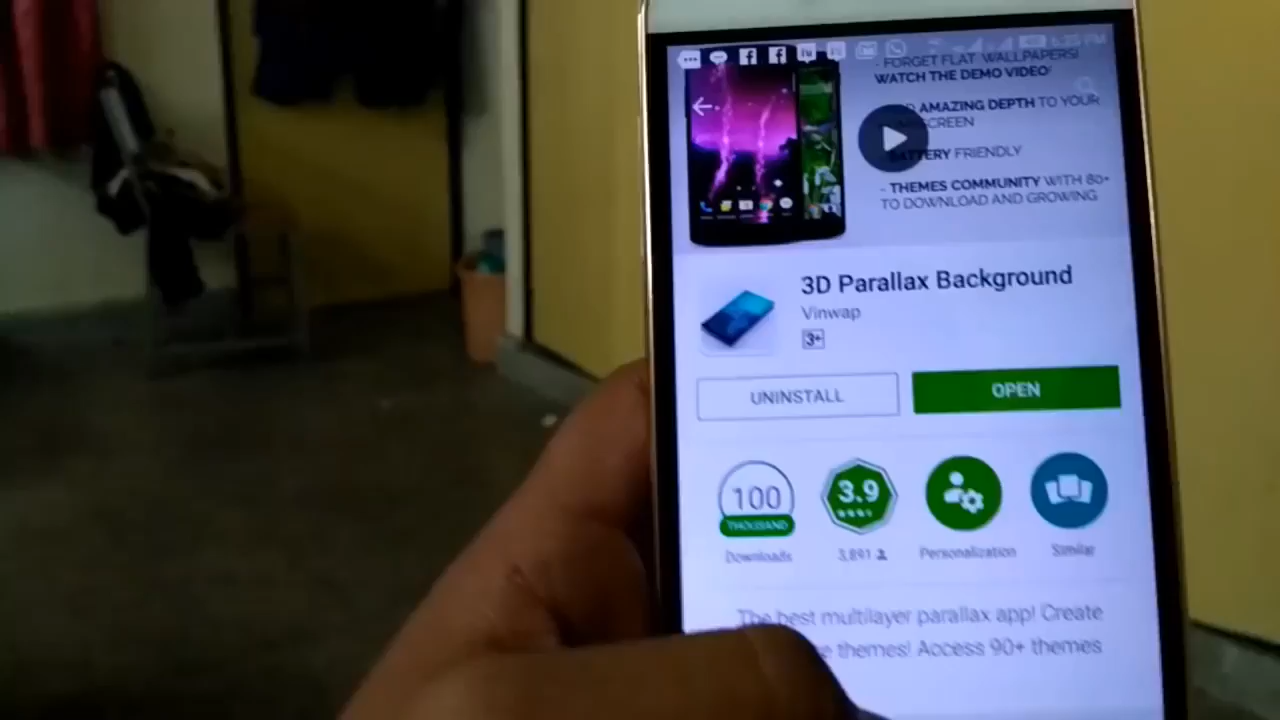 - FORGET FLAT WALLPAPERS!
WATCH THE DEMO VIDEO!
AMAZING DEPTH TO YOUR
SCREEN
BATTERY FRIENDLY
- THEMES COMMUNITY WITH 80+
TO DOWNLOAD AND GROWING
3D Parallax Background
Vinwap
3+
UNINSTALL
OPEN
100
THOUSAND
Downloads
3.9
3,891
Personalization
Similar
The best multilayer parallax app! Create
themes! Access 90+ themes